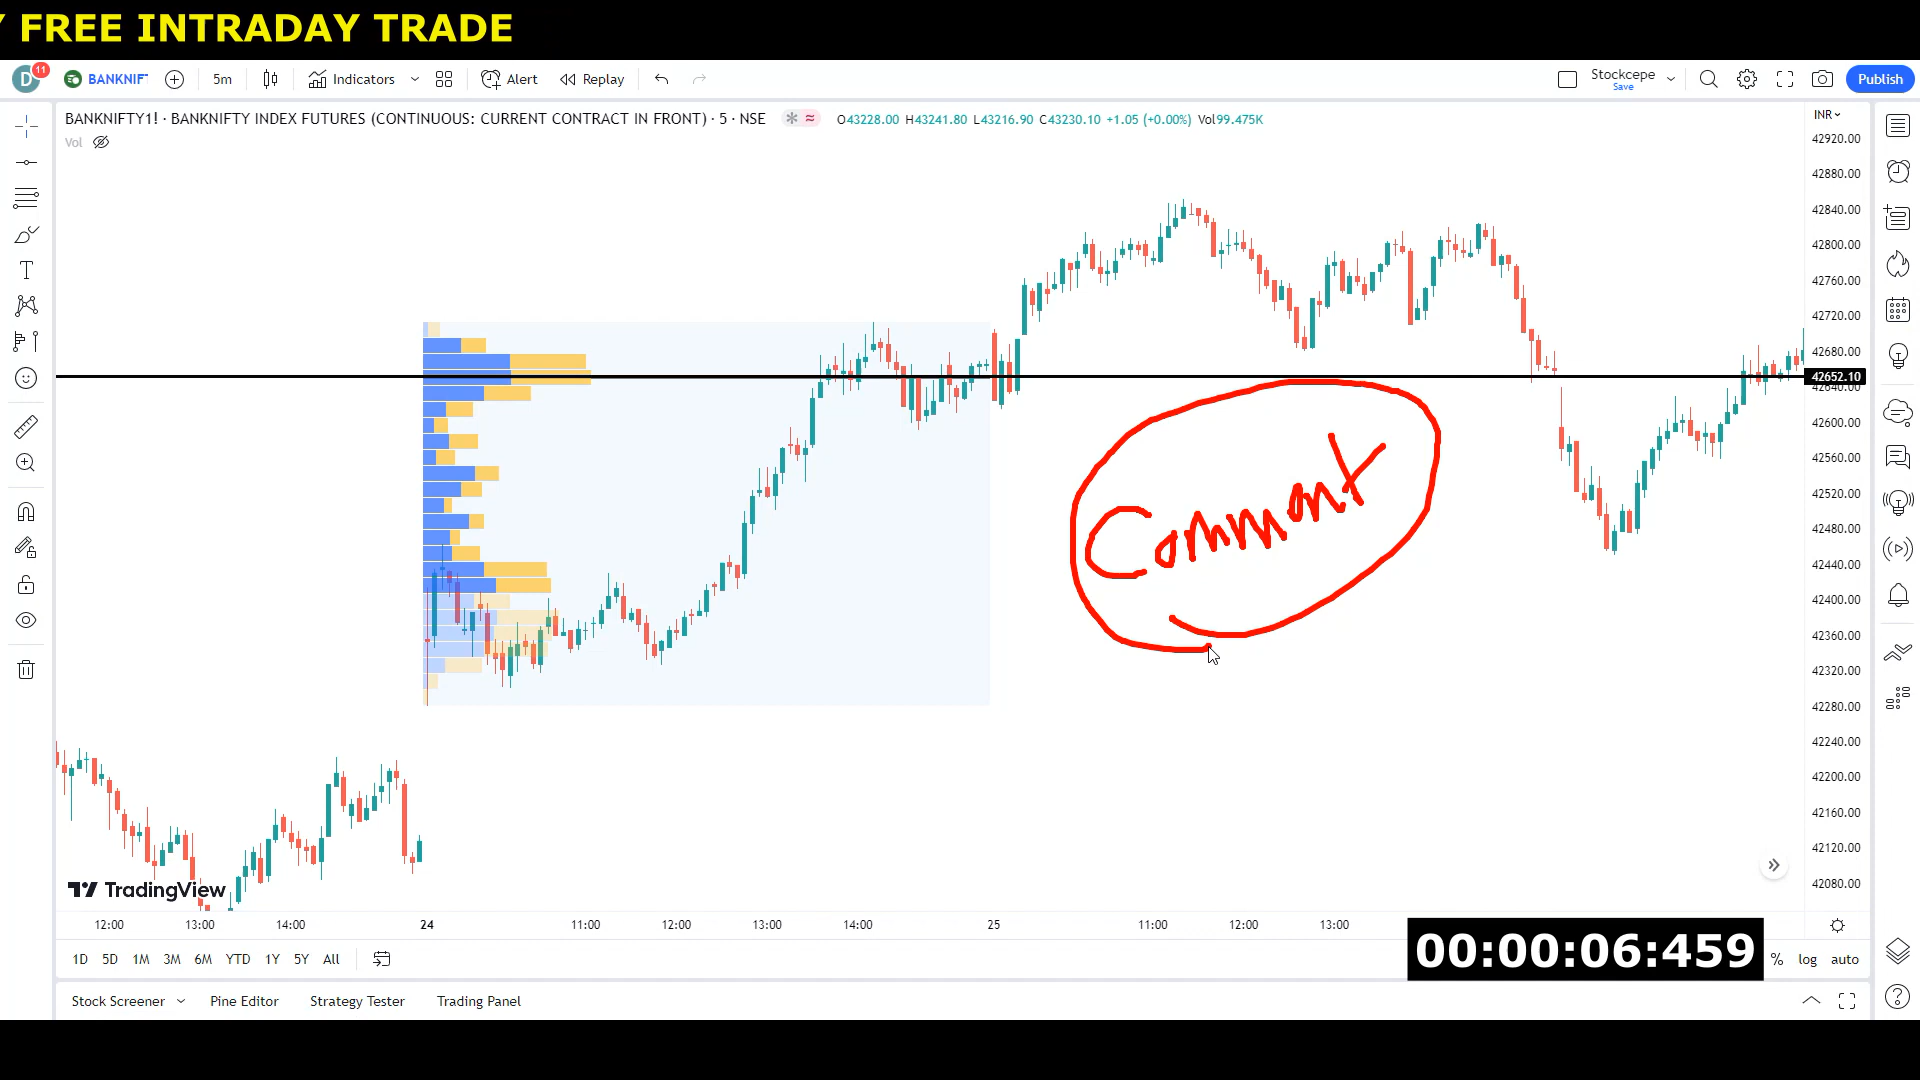 Y FREE INTRADAY TRADE
D 11 BANKNIF 5m Indicators Alert Replay Stockcepe Save Publish
BANKNIFTY1! · BANKNIFTY INDEX FUTURES (CONTINUOUS: CURRENT CONTRACT IN FRONT) · 5 · NSE O43228.00 H43241.80 L43216.90 C43230.10 +1.05 (+0.00%) Vol99.475K INR
Vol
42920.00
42880.00
42840.00
42800.00
42760.00
42720.00
42680.00
42652.10
42640.00
42600.00
42560.00
42520.00
42480.00
42440.00
42400.00
42360.00
42320.00
42280.00
42240.00
42200.00
42160.00
42120.00
42080.00
Comment
TradingView
12:00 13:00 14:00 24 11:00 12:00 13:00 14:00 25 11:00 12:00 13:00
00:00:06:459
1D 5D 1M 3M 6M YTD 1Y 5Y All % log auto
Stock Screener Pine Editor Strategy Tester Trading Panel